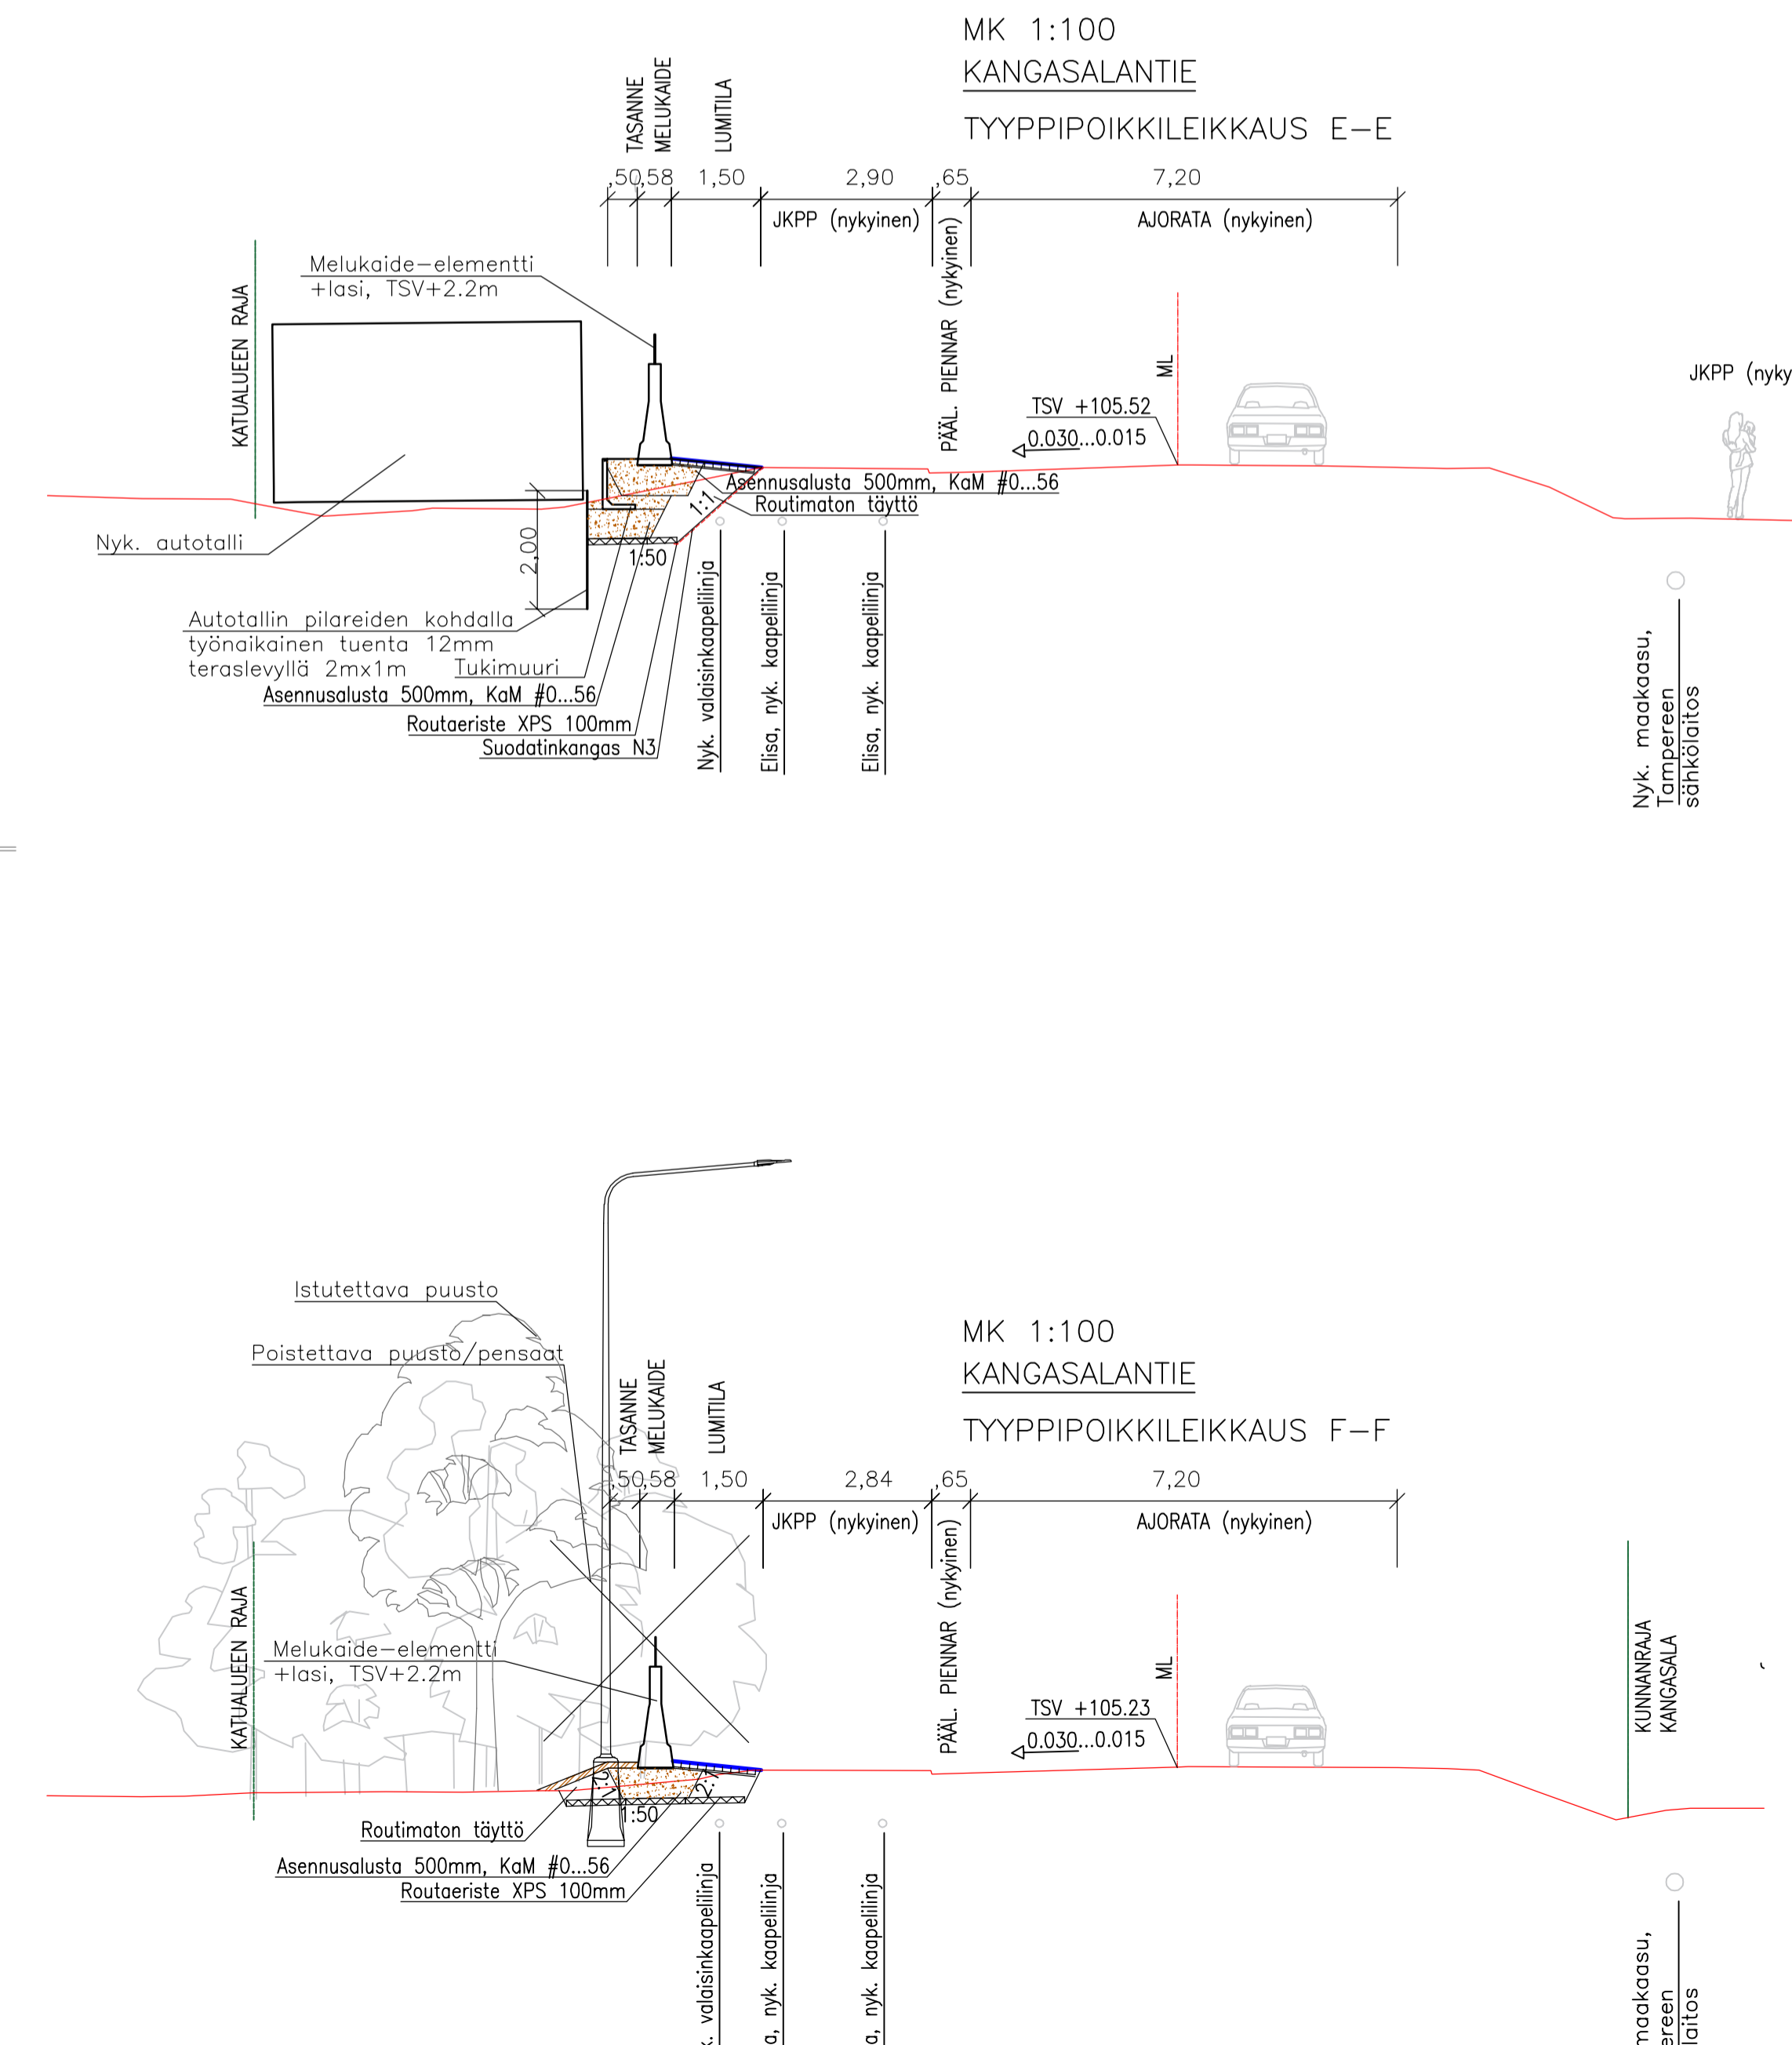 MK 1:100
KANGASALANTIE
TYYPPIPOIKKILEIKKAUS E-E
TASANNE
MELUKAIDE
LUMITILA
,50
,58
1,50
2,90
,65
7,20
JKPP (nykyinen)
PÄÄL. PIENNAR (nykyinen)
AJORATA (nykyinen)
KATUALUEEN RAJA
Melukaide-elementti
+lasi, TSV+2.2m
ML
TSV +105.52
0.030...0.015
JKPP (nyky
Asennusalusta 500mm, KaM #0...56
Routimaton täyttö
1:1
1:50
2,00
Nyk. autotalli
Autotallin pilareiden kohdalla
työnaikainen tuenta 12mm
teraslevyllä 2mx1m
Tukimuuri
Asennusalusta 500mm, KaM #0...56
Routaeriste XPS 100mm
Suodatinkangas N3
Nyk. valaisinkaapelilinja
Elisa, nyk. kaapelilinja
Elisa, nyk. kaapelilinja
Nyk. maakaasu,
Tampereen
sähkölaitos
MK 1:100
KANGASALANTIE
TYYPPIPOIKKILEIKKAUS F-F
Istutettava puusto
Poistettava puusto/pensaat
TASANNE
MELUKAIDE
LUMITILA
,50
,58
1,50
2,84
,65
7,20
JKPP (nykyinen)
PÄÄL. PIENNAR (nykyinen)
AJORATA (nykyinen)
KATUALUEEN RAJA
Melukaide-elementti
+lasi, TSV+2.2m
ML
TSV +105.23
0.030...0.015
KUNNANRAJA
KANGASALA
1:50
Routimaton täyttö
Asennusalusta 500mm, KaM #0...56
Routaeriste XPS 100mm
. valaisinkaapelilinja
a, nyk. kaapelilinja
a, nyk. kaapelilinja
maakaasu,
ereen
laitos